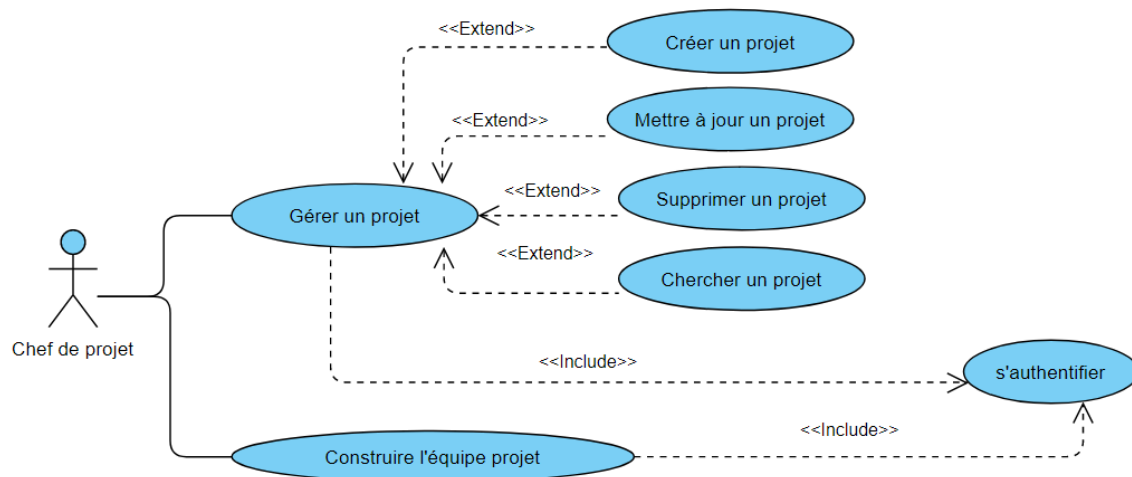 <<Extend>>
Créer un projet
<<Extend>>
Mettre à jour un projet
<<Extend>>
Supprimer un projet
Gérer un projet
<<Extend>>
Chercher un projet
Chef de projet
<<Include>>
s'authentifier
<<Include>>
Construire l'équipe projet